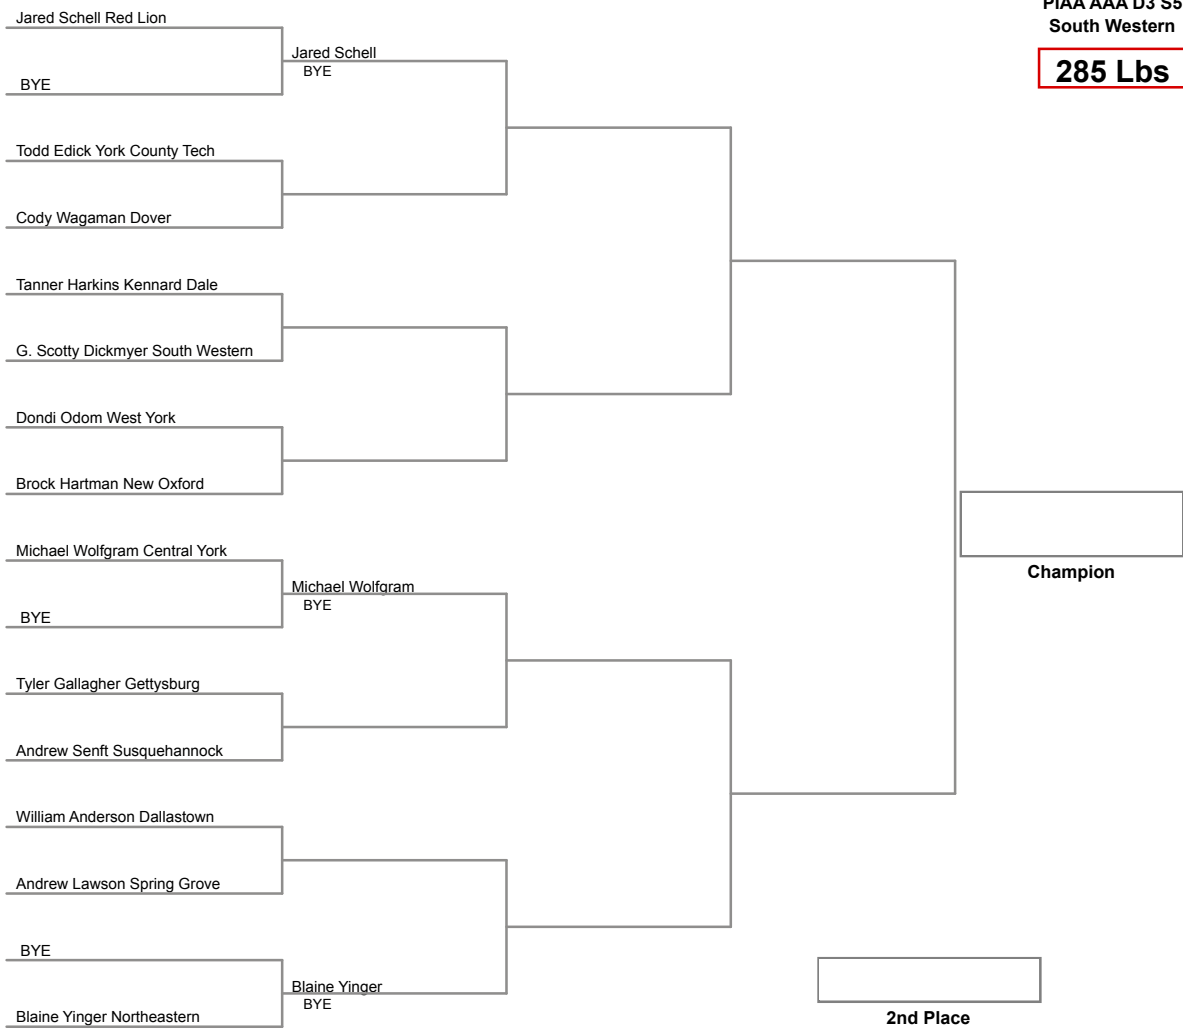 PIAA AAA D3 S5
South Western
285 Lbs
Jared Schell Red Lion
Jared Schell
BYE
BYE
Todd Edick York County Tech
Cody Wagaman Dover
Tanner Harkins Kennard Dale
G. Scotty Dickmyer South Western
Dondi Odom West York
Brock Hartman New Oxford
Michael Wolfgram Central York
Michael Wolfgram
BYE
BYE
Champion
Tyler Gallagher Gettysburg
Andrew Senft Susquehannock
William Anderson Dallastown
Andrew Lawson Spring Grove
BYE
Blaine Yinger
BYE
Blaine Yinger Northeastern
2nd Place